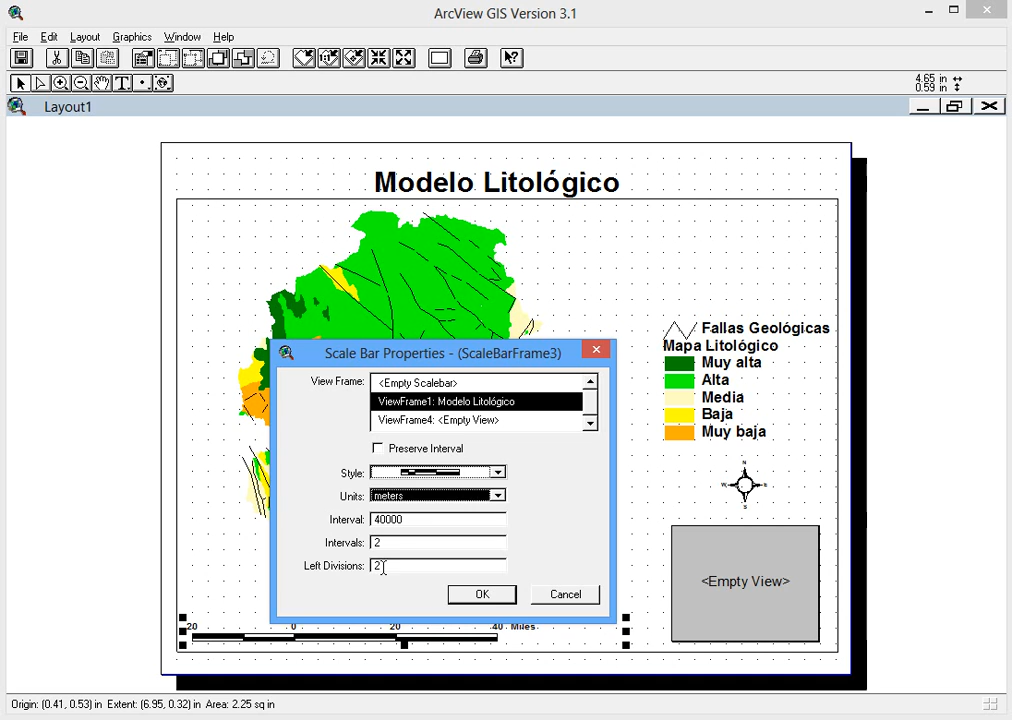 ArcView GIS Version 3.1
File Edit Layout Graphics Window Help
4.65 in
0.59 in
Layout1
Modelo Litológico
Fallas Geológicas
Mapa Litológico
Muy alta
Alta
Media
Baja
Muy baja
N
W E
S
<Empty View>
Scale Bar Properties - (ScaleBarFrame3)
View Frame:
<Empty Scalebar>
ViewFrame1: Modelo Litológico
ViewFrame4: <Empty View>
Preserve Interval
Style:
Units: meters
Interval: 40000
Intervals: 2
Left Divisions: 2
OK Cancel
20 0 20 40 Miles
Origin: (0.41, 0.53) in Extent: (6.95, 0.32) in Area: 2.25 sq in